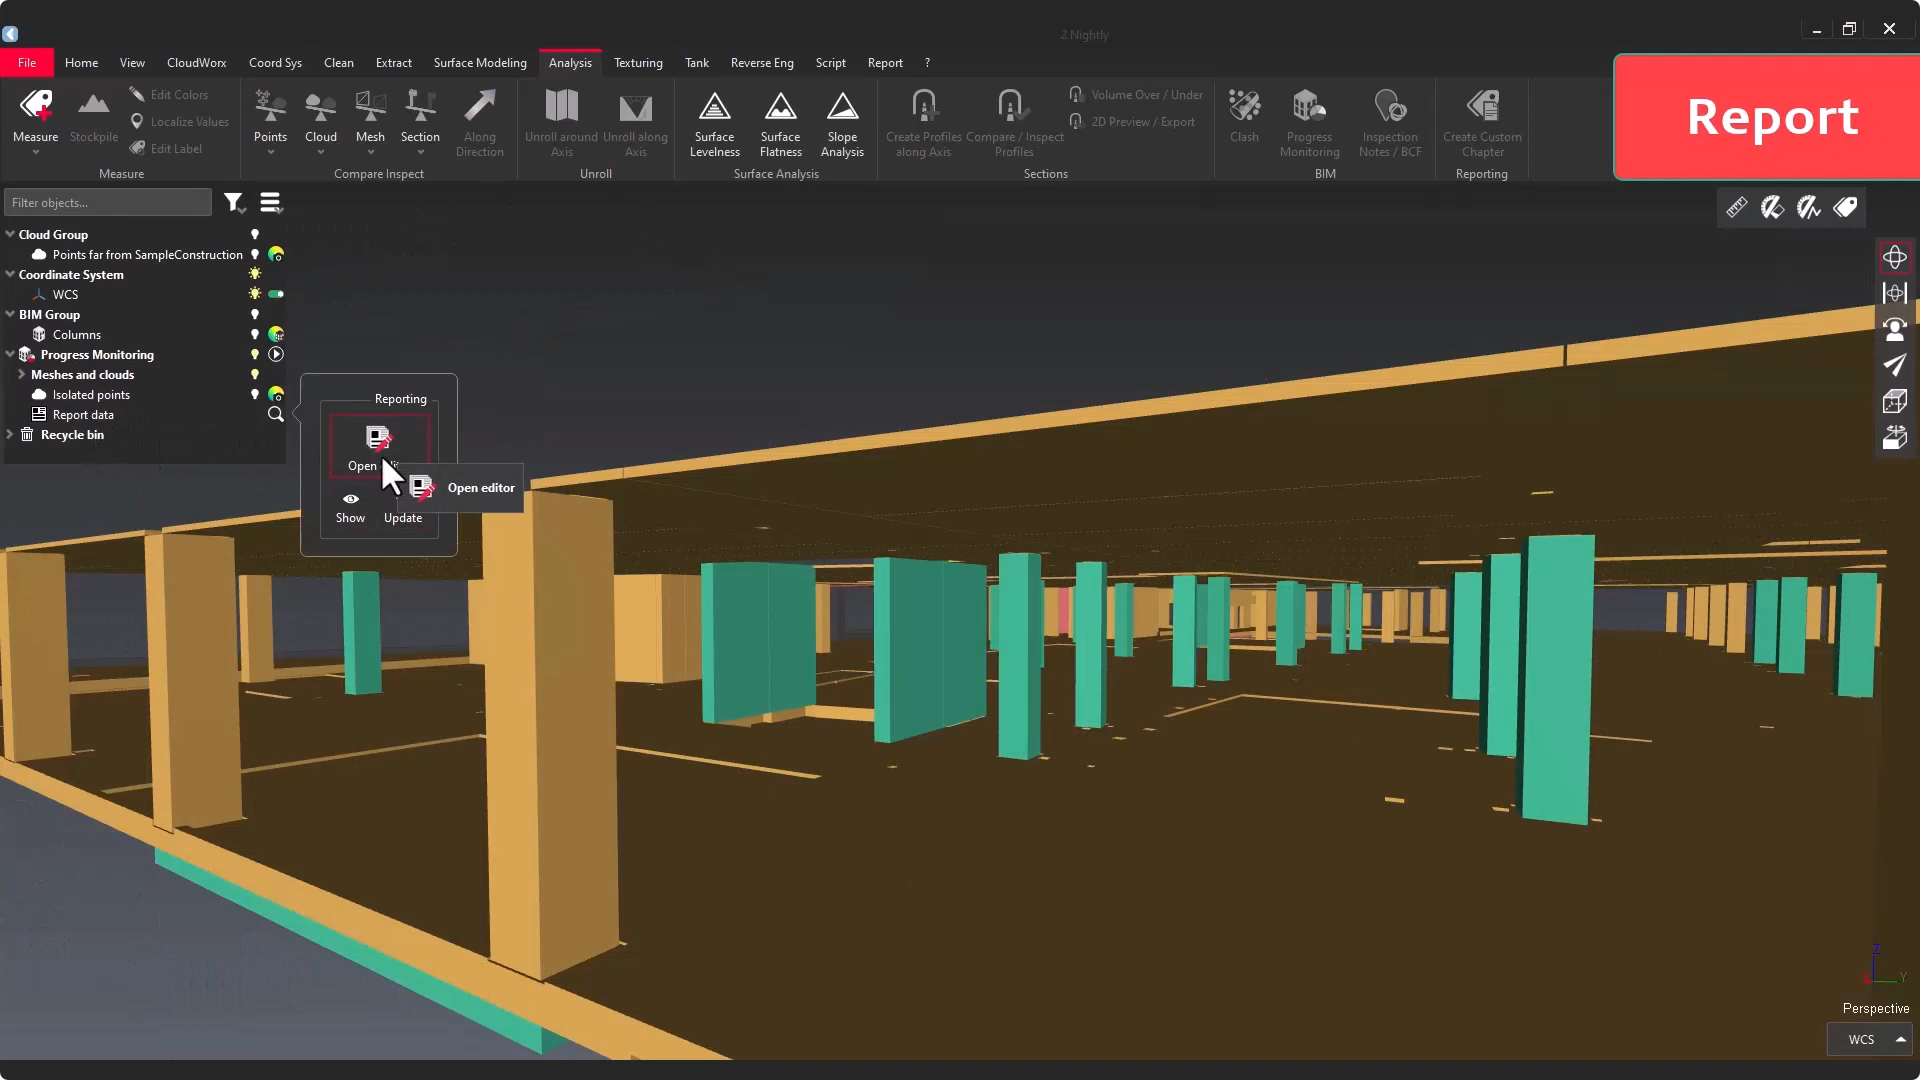 2 Nightly
File Home View CloudWorx Coord Sys Clean Extract Surface Modeling Analysis Texturing Tank Reverse Eng Script Report ?
Report
Measure
Stockpile
Edit Colors
Localize Values
Edit Label
Measure
Points
Cloud
Mesh
Section
Along
Direction
Compare Inspect
Unroll around
Axis
Unroll along
Axis
Unroll
Surface
Levelness
Surface
Flatness
Slope
Analysis
Surface Analysis
Create Profiles
along Axis
Compare / Inspect
Profiles
Volume Over / Under
2D Preview / Export
Sections
Clash
Progress
Monitoring
Inspection
Notes / BCF
BIM
Create Custom
Chapter
Reporting
Filter objects...
Cloud Group
Points far from SampleConstruction
Coordinate System
WCS
BIM Group
Columns
Progress Monitoring
Meshes and clouds
Isolated points
Report data
Recycle bin
Reporting
Open
Open editor
Show
Update
Z
Y
Perspective
WCS